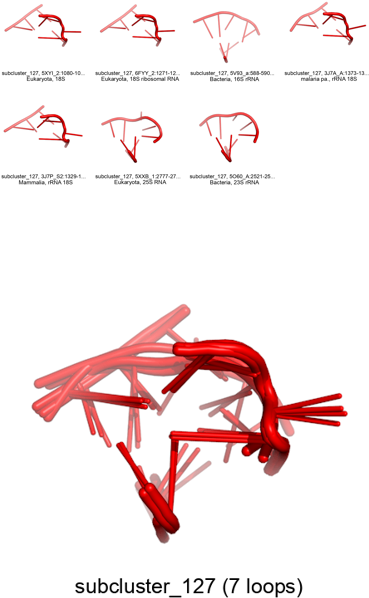 subcluster_127, 5XYI_2:1080-10...
Eukaryota, 18S
subcluster_127, 6FYY_2:1271-12...
Eukaryota, 18S ribosomal RNA
subcluster_127, 5V93_a:588-590...
Bacteria, 16S rRNA
subcluster_127, 3J7A_A:1373-13...
malaria pa., rRNA 18S
subcluster_127, 3J7P_S2:1329-1...
Mammalia, rRNA 18S
subcluster_127, 5XXB_1:2777-27...
Eukaryota, 25S RNA
subcluster_127, 5O60_A:2521-25...
Bacteria, 23S rRNA
subcluster_127 (7 loops)